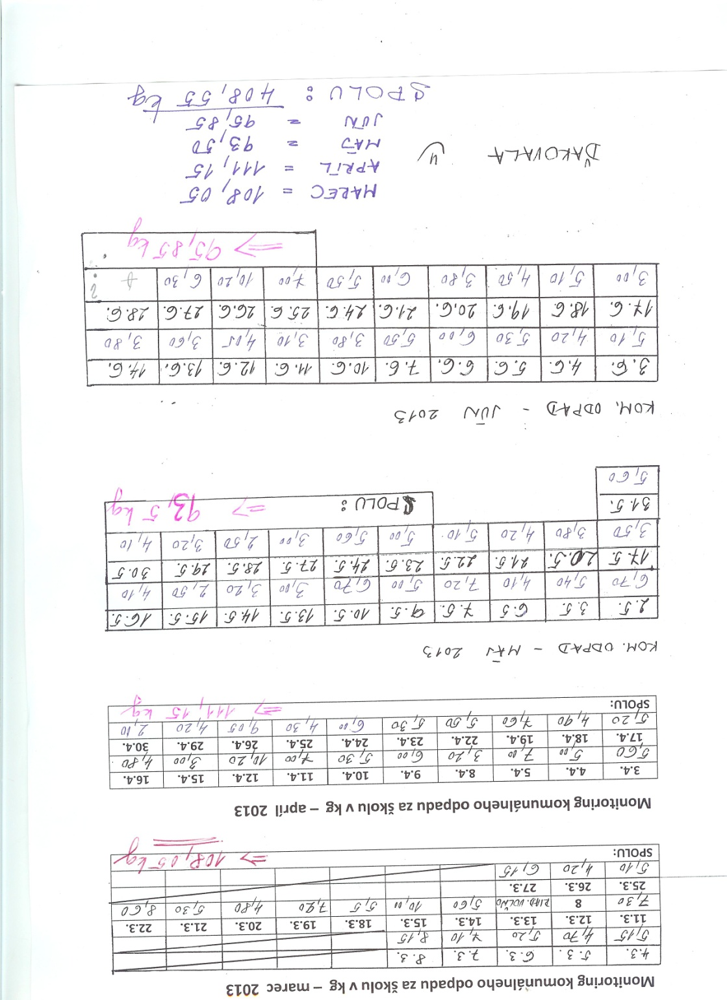 Monitoring komunálneho odpadu za školu v kg – marec 2013
4.3. 5.3. 6.3. 7.3. 8.3.
5,15 4,70 5,20 7,10 8,15
11.3. 12.3. 13.3. 14.3. 15.3. 18.3. 19.3. 20.3. 21.3. 22.3.
7,30 8 RIAD. VOĽNO 5,60 10,00 5,5 7,20 4,80 5,30 8,60
25.3. 26.3. 27.3.
5,10 4,20 6,15
SPOLU: => 108,05 kg
Monitoring komunálneho odpadu za školu v kg – apríl 2013
3.4. 4.4. 5.4. 8.4. 9.4. 10.4. 11.4. 12.4. 15.4. 16.4.
5,60 5,00 7,00 3,20 6,00 5,30 7,00 10,20 3,00 4,80
17.4. 18.4. 19.4. 22.4. 23.4. 24.4. 25.4. 26.4. 29.4. 30.4.
5,20 4,90 7,60 5,50 5,30 6,00 4,30 9,05 4,20 2,10
SPOLU: => 111,15 kg
KOM. ODPAD - MÁJ 2013
2.5. 3.5. 6.5 7.5. 9.5. 10.5. 13.5. 14.5. 15.5. 16.5.
6,70 5,40 4,10 7,20 5,00 6,70 3,00 3,20 2,50 4,10
17.5. 20.5. 21.5. 22.5. 23.5. 24.5. 27.5. 28.5. 29.5. 30.5
3,50 3,80 4,20 5,10 5,00 5,60 3,00 2,50 3,20 4,10
31.5. SPOLU: => 93,5 kg
5,60
KOM. ODPAD - JÚN 2013
3.6. 4.6. 5.6. 6.6. 7.6. 10.6. 11.6. 12.6. 13.6. 14.6.
5,10 4,20 5,30 6,00 5,50 3,80 3,10 4,05 3,60 3,80
17.6. 18.6 19.6. 20.6. 21.6. 24.6. 25.6 26.6. 27.6. 28.6.
3,00 5,10 4,50 3,80 6,00 5,50 7,00 10,20 6,30
=> 95,85 kg
MAREC = 108,05
APRÍL = 111,15
MÁJ = 93,50
JÚN = 95,85
SPOLU: 408,55 kg
ĎAKOVALA